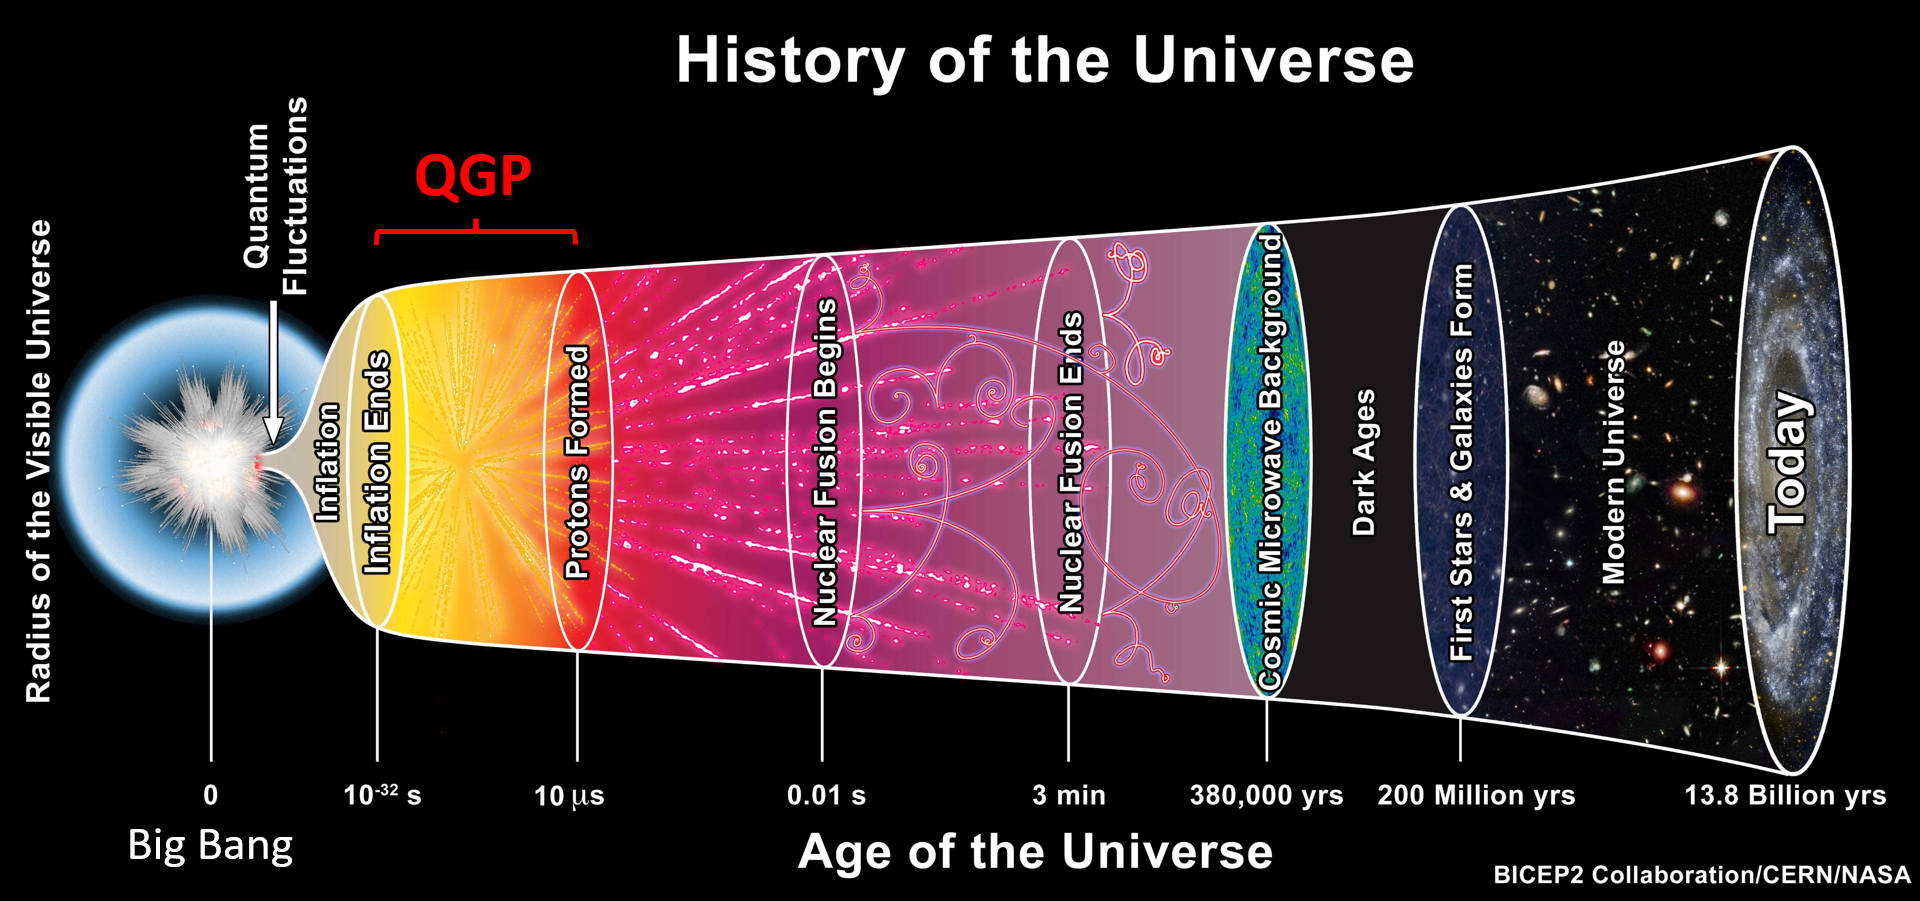 History of the Universe
Radius of the Visible Universe
Quantum
Fluctuations
QGP
Inflation
Inflation Ends
Protons Formed
Nuclear Fusion Begins
Nuclear Fusion Ends
Cosmic Microwave Background
Dark Ages
First Stars & Galaxies Form
Modern Universe
Today
0
10⁻³² s
10 μs
0.01 s
3 min
380,000 yrs
200 Million yrs
13.8 Billion yrs
Big Bang
Age of the Universe
BICEP2 Collaboration/CERN/NASA